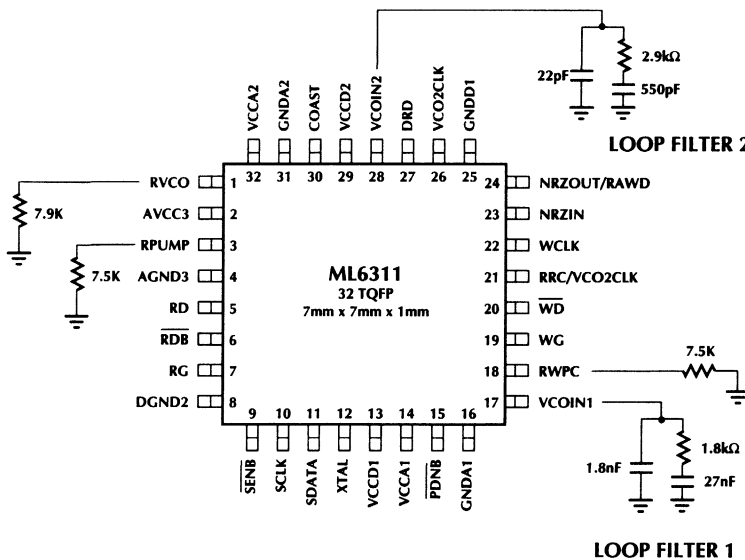 2.9kΩ
22pF
550pF
LOOP FILTER 2
VCCA2
GNDA2
COAST
VCCD2
VCOIN2
DRD
VCO2CLK
GNDD1
32 31 30 29 28 27 26 25
RVCO 1
7.9K
AVCC3 2
RPUMP 3
7.5K
AGND3 4
RD 5
RDB 6
RG 7
DGND2 8
ML6311
32 TQFP
7mm x 7mm x 1mm
24 NRZOUT/RAWD
23 NRZIN
22 WCLK
21 RRC/VCO2CLK
20 WD
19 WG
18 RWPC
7.5K
17 VCOIN1
9 10 11 12 13 14 15 16
SENB
SCLK
SDATA
XTAL
VCCD1
VCCA1
PDNB
GNDA1
1.8kΩ
1.8nF
27nF
LOOP FILTER 1